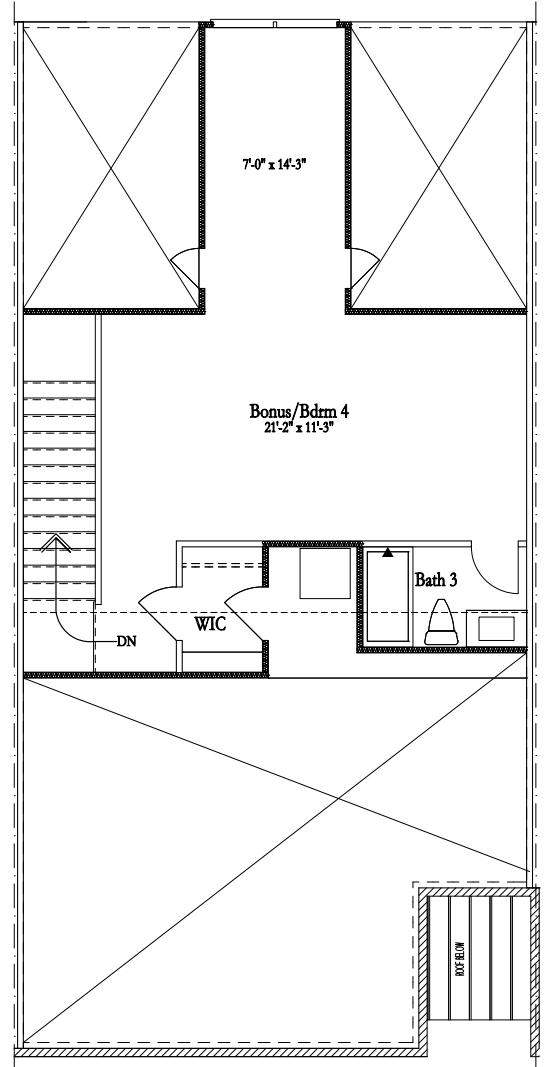 7'-0" x 14'-3"
Bonus/Bdrm 4
21'-2" x 11'-3"
Bath 3
WIC
DN
ROOF BELOW